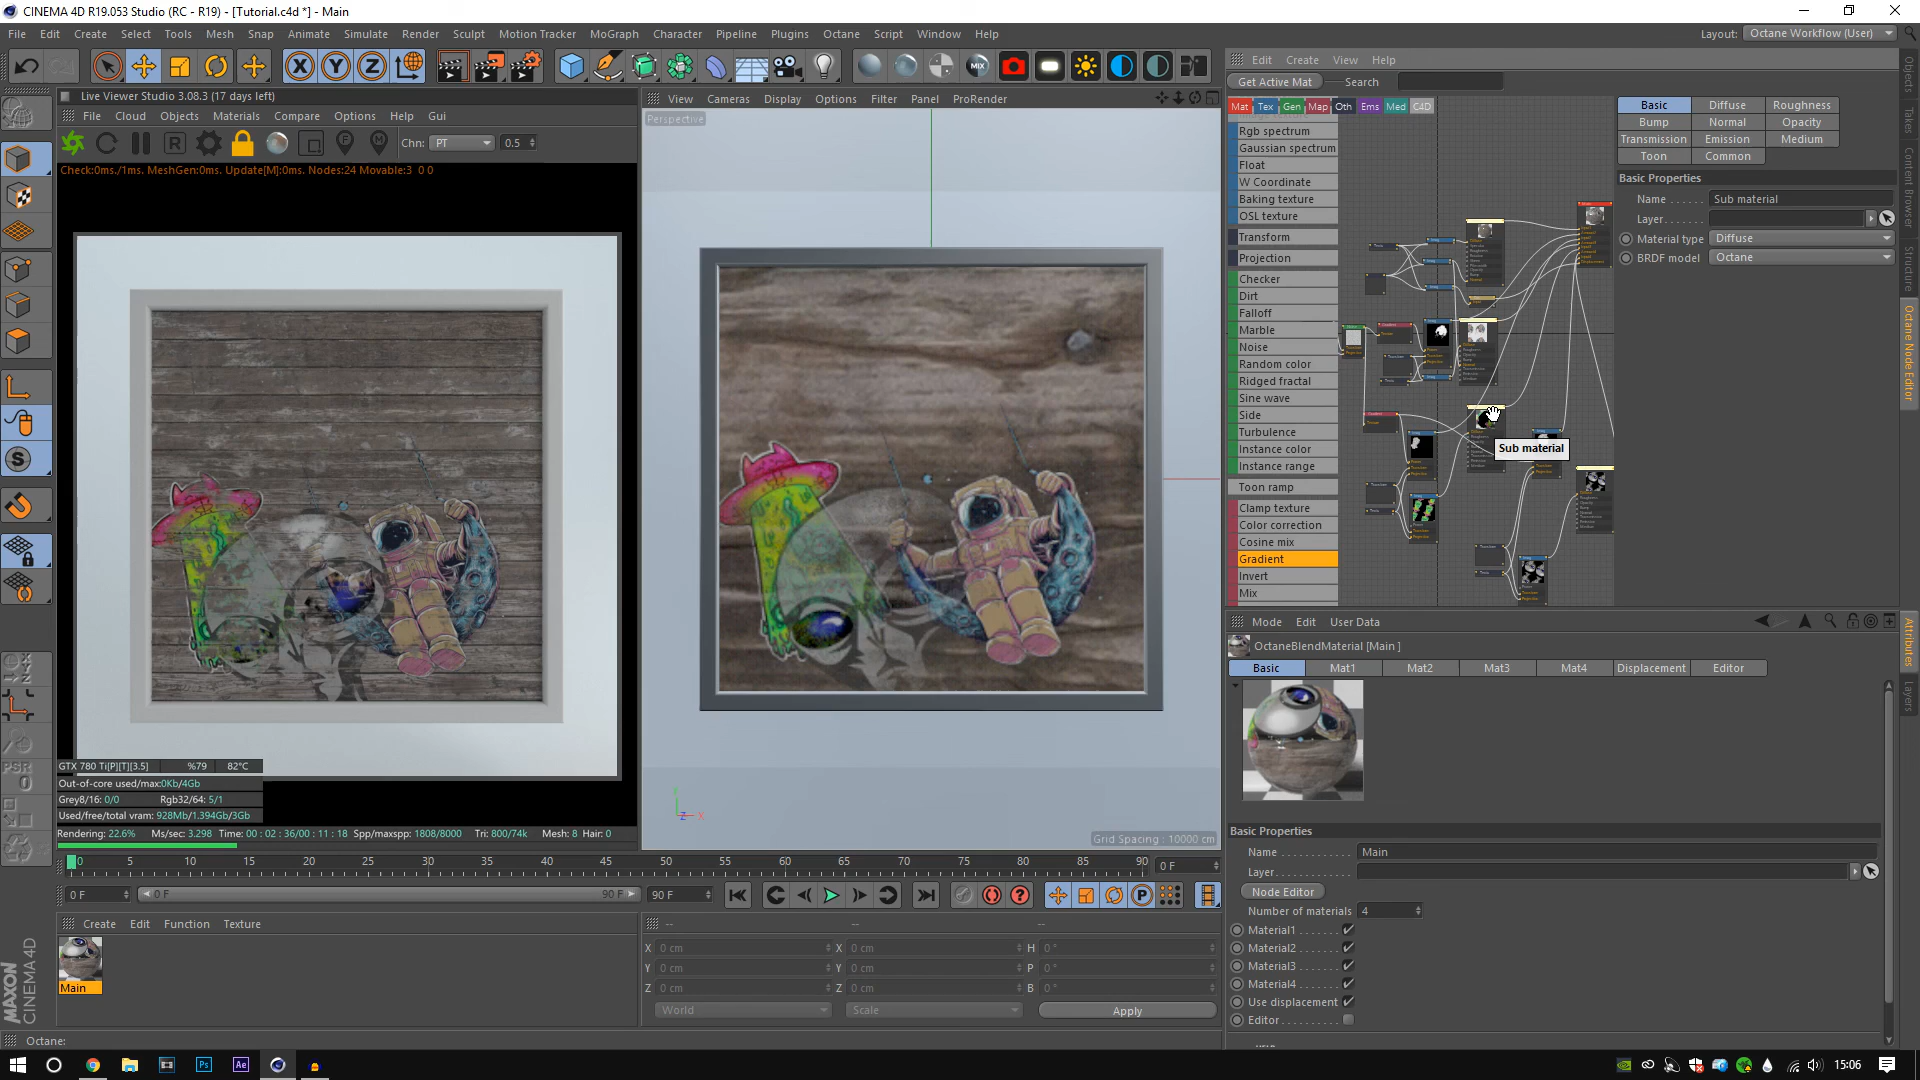 CINEMA 4D R19.053 Studio (RC - R19) - [Tutorial.c4d *] - Main
File Edit Create Select Tools Mesh Snap Animate Simulate Render Sculpt Motion Tracker MoGraph Character Pipeline Plugins Octane Script Window Help
Layout: Octane Workflow (User)
Live Viewer Studio 3.08.3 (17 days left)
File Cloud Objects Materials Compare Options Help Gui
Chn: PT 0.5
Check:0ms./1ms. MeshGen:0ms. Update[M]:0ms. Nodes:24 Movable:3 0 0
GTX 780 Ti[P][T][3.5] %79 82°C
Out-of-core used/max:0Kb/4Gb
Grey8/16: 0/0 Rgb32/64: 5/1
Used/free/total vram: 928Mb/1.394Gb/3Gb
Rendering: 22.6% Ms/sec: 3.298 Time: 00 : 02 : 36/00 : 11 : 18 Spp/maxspp: 1808/8000 Tri: 800/74k Mesh: 8 Hair: 0
View Cameras Display Options Filter Panel ProRender
Perspective
Grid Spacing : 10000 cm
Edit Create View Help
Get Active Mat Search
Mat Tex Gen Map Oth Ems Med C4D
Rgb spectrum
Gaussian spectrum
Float
W Coordinate
Baking texture
OSL texture
Transform
Projection
Checker
Dirt
Falloff
Marble
Noise
Random color
Ridged fractal
Sine wave
Side
Turbulence
Instance color
Instance range
Toon ramp
Clamp texture
Color correction
Cosine mix
Gradient
Invert
Mix
Sub material
Basic Diffuse Roughness
Bump Normal Opacity
Transmission Emission Medium
Toon Common
Basic Properties
Name Sub material
Layer
Material type Diffuse
BRDF model Octane
Objects
Takes
Content Browser
Structure
Octane Node Editor
Attributes
Layers
Mode Edit User Data
OctaneBlendMaterial [Main ]
Basic Mat1 Mat2 Mat3 Mat4 Displacement Editor
Basic Properties
Name Main
Layer
Node Editor
Number of materials 4
Material1
Material2
Material3
Material4
Use displacement
Editor
0 5 10 15 20 25 30 35 40 45 50 55 60 65 70 75 80 85 90 0 F
0 F 0 F 90 F 90 F
Create Edit Function Texture
Main
-- -- --
X 0 cm X 0 cm H 0 °
Y 0 cm Y 0 cm P 0 °
Z 0 cm Z 0 cm B 0 °
World Scale Apply
MAXON CINEMA 4D
Octane:
PSR
0
15:06